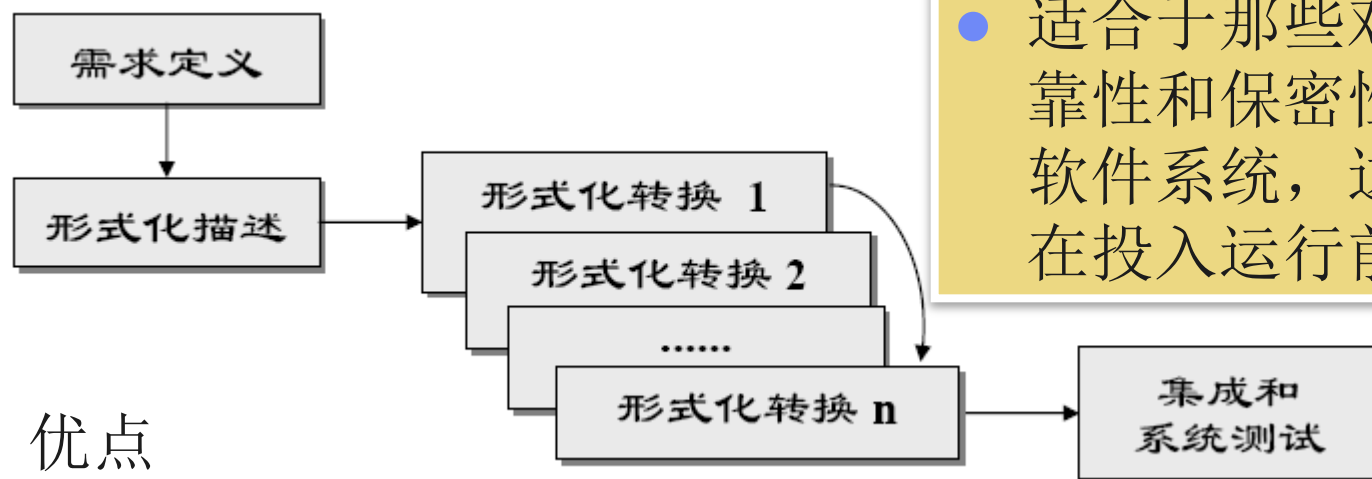 需求定义
形式化描述
形式化转换 1
形式化转换 2
······
形式化转换 n
集成和
系统测试
适合于那些
靠性和保密
软件系统，
在投入运行
优点